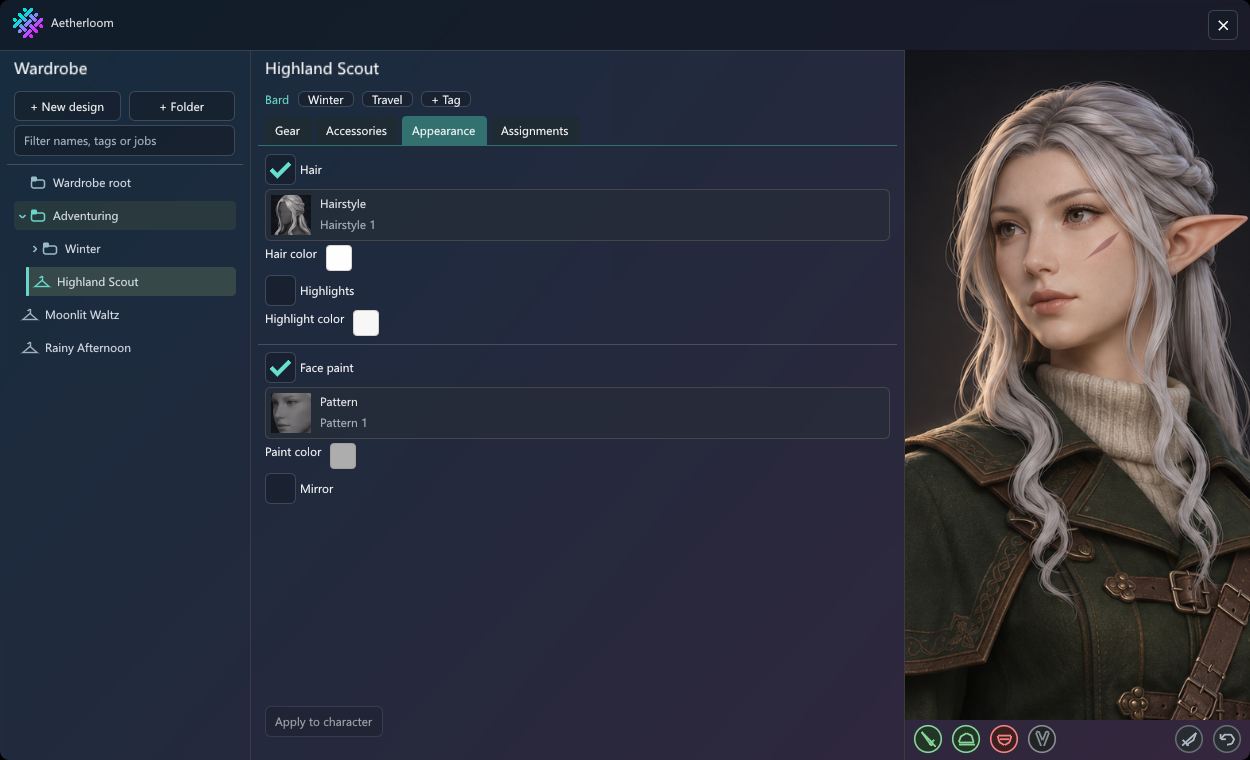 Aetherloom
Wardrobe
+ New design
+ Folder
Filter names, tags or jobs
Wardrobe root
Adventuring
Winter
Highland Scout
Moonlit Waltz
Rainy Afternoon
Highland Scout
Bard Winter Travel + Tag
Gear Accessories Appearance Assignments
Hair
Hairstyle
Hairstyle 1
Hair color
Highlights
Highlight color
Face paint
Pattern
Pattern 1
Paint color
Mirror
Apply to character